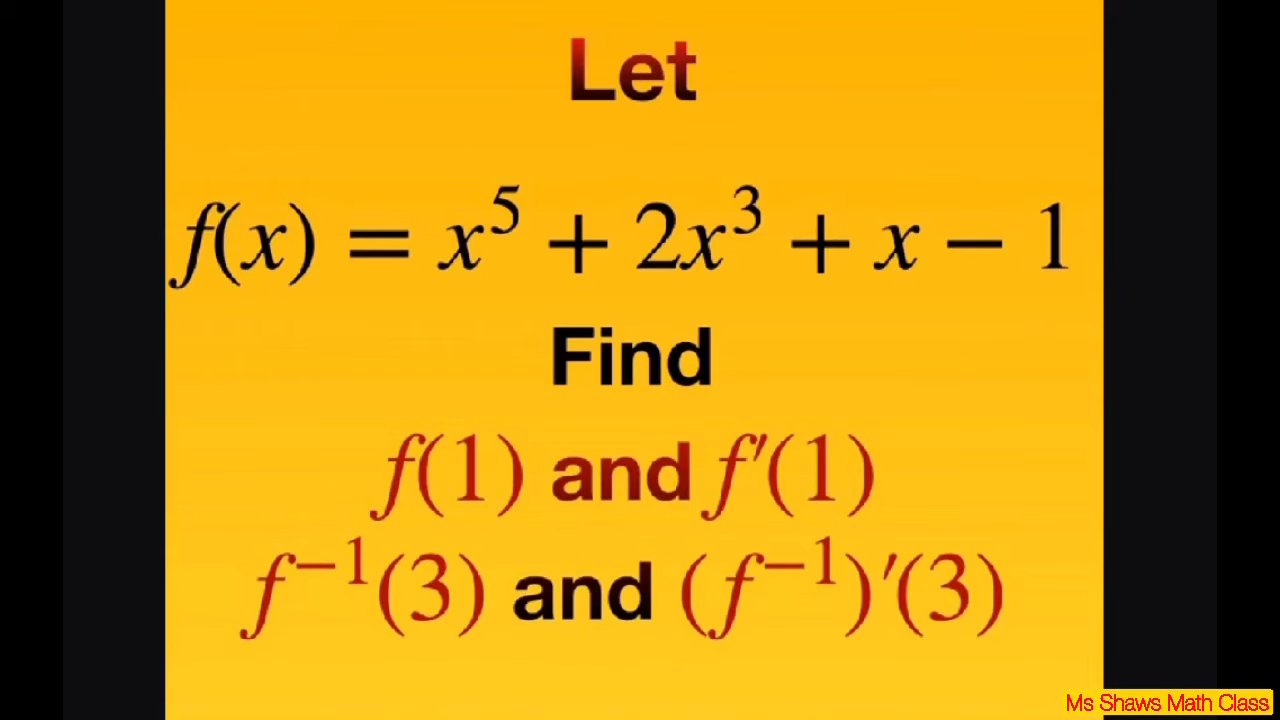 Let
f(x) = x⁵ + 2x³ + x − 1
Find
f(1) and f′(1)
f⁻¹(3) and (f⁻¹)′(3)
Ms Shaws Math Class